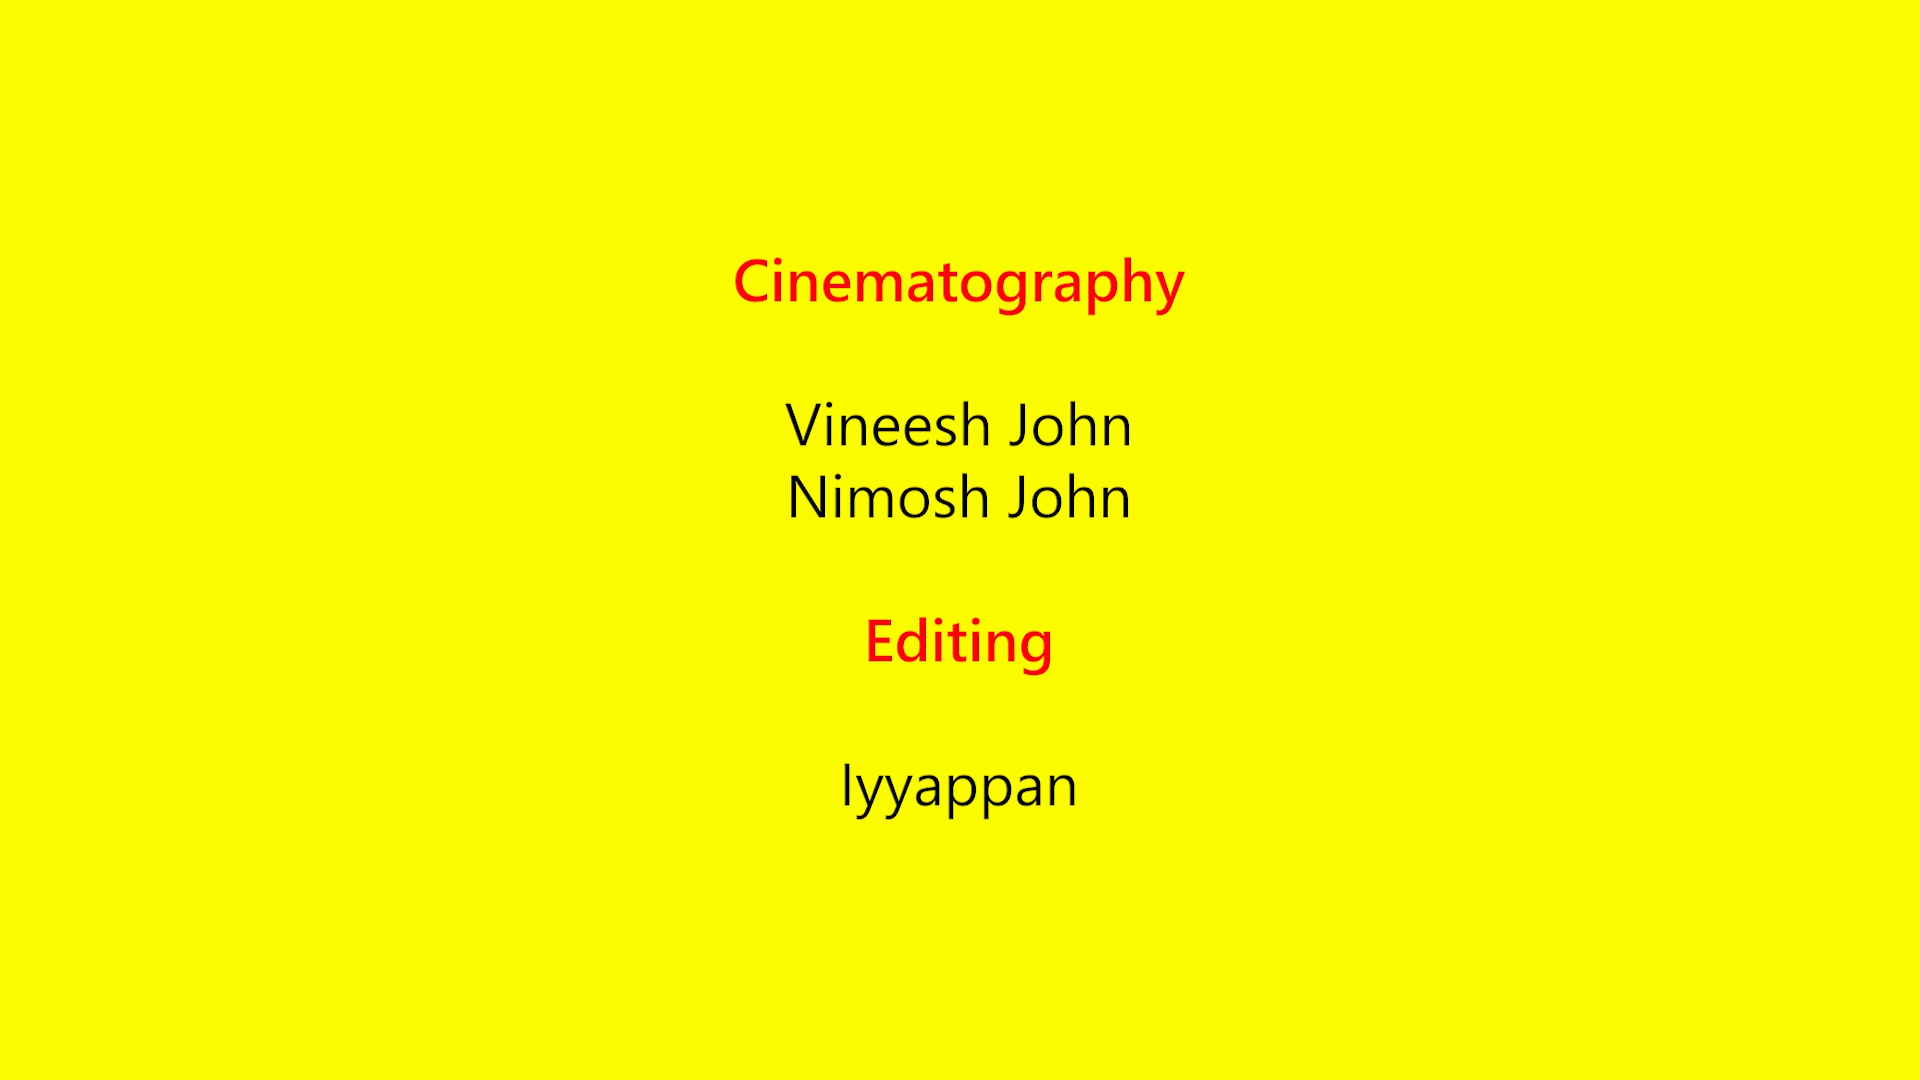 Cinematography
Vineesh John
Nimosh John
Editing
Iyyappan